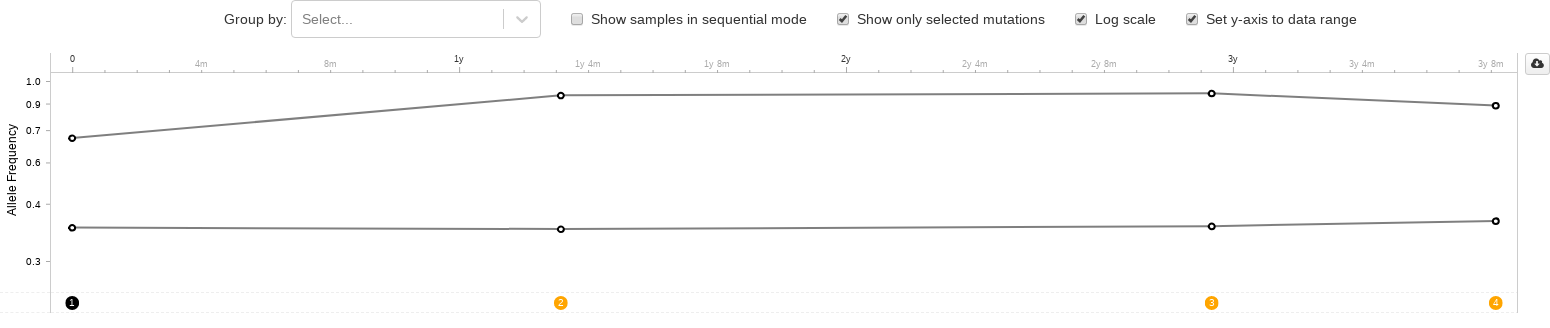 Group by: Select... Show samples in sequential mode Show only selected mutations Log scale Set y-axis to data range
0 4m 8m 1y 1y 4m 1y 8m 2y 2y 4m 2y 8m 3y 3y 4m 3y 8m
Allele Frequency
1.0
0.9
0.7
0.6
0.4
0.3
1 2 3 4